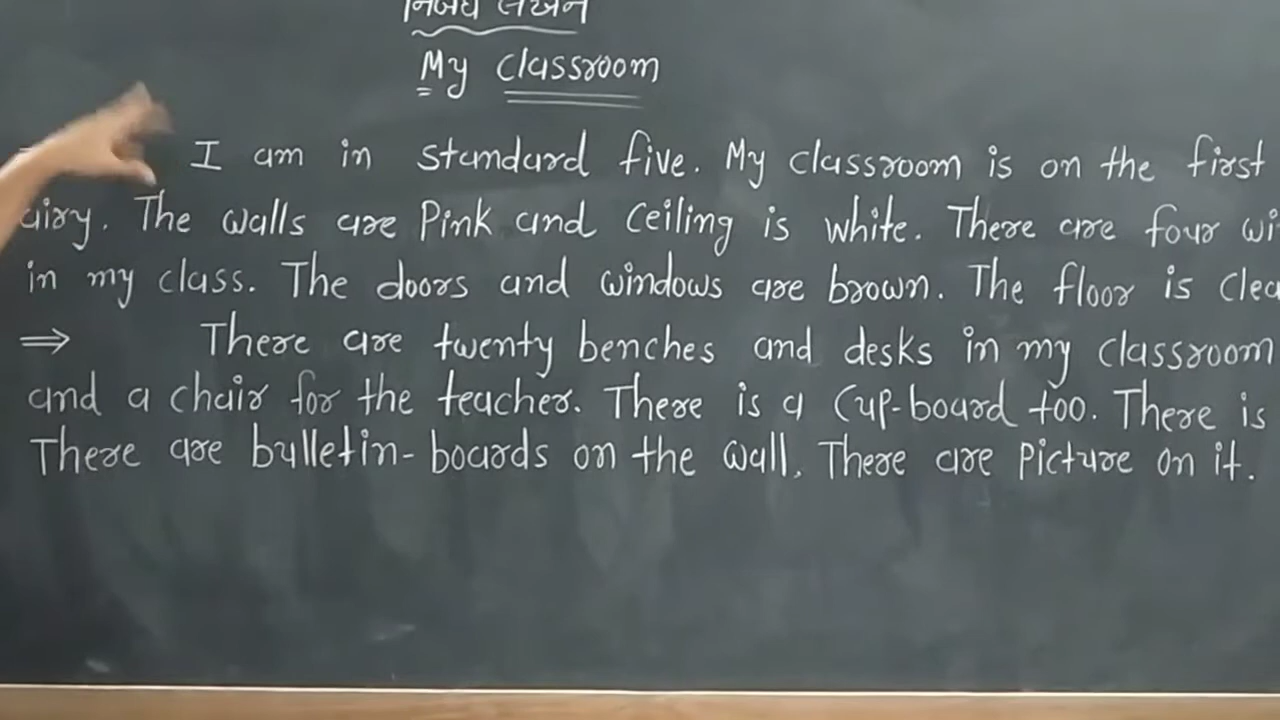 निबंध लेखन
My classroom
I am in standard five. My classroom is on the first
airy. The walls are Pink and Ceiling is white. There are four
in my class. The doors and windows are brown. The floor is
⇒ There are twenty benches and desks in my classroom
and a chair for the teacher. There is a Cup-board too. There is
There are bulletin-boards on the wall. There are Picture on it.